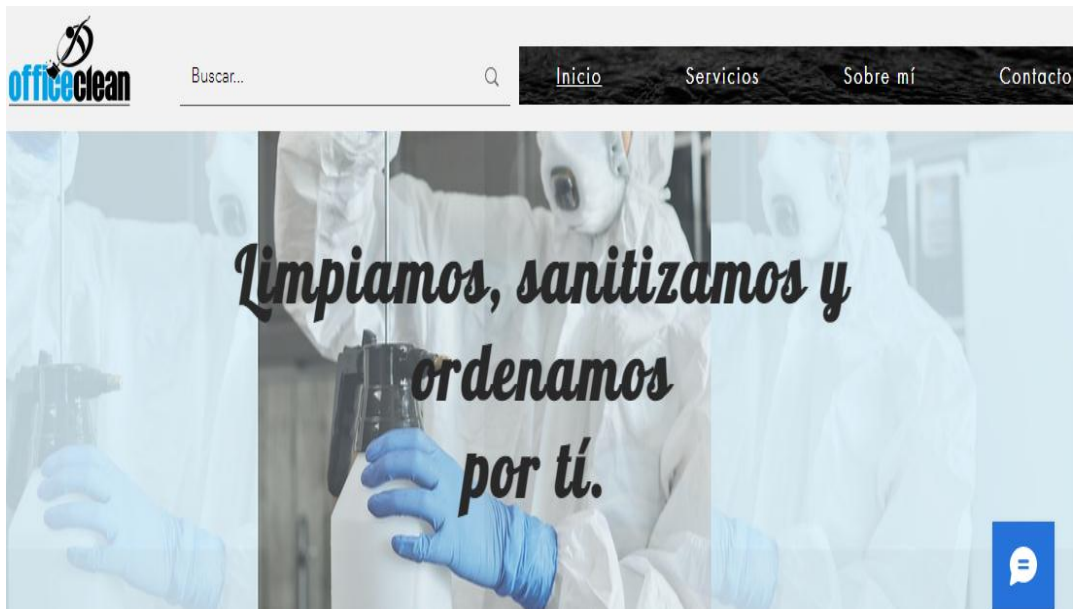 officeclean
Buscar...
Inicio
Servicios
Sobre mí
Contacto
Limpiamos, sanitizamos y
ordenamos
por tí.